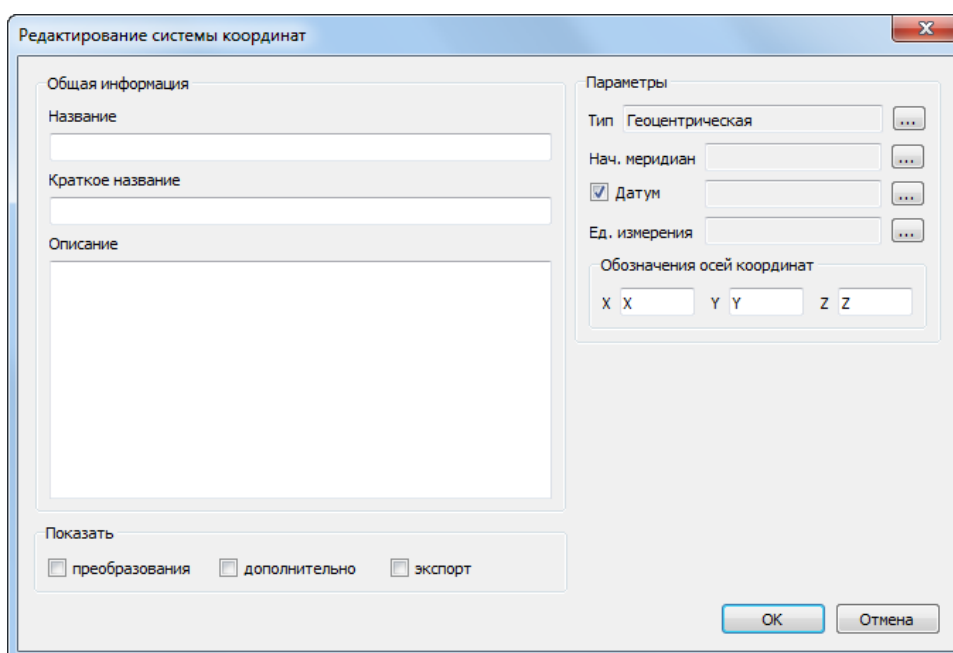 Редактирование системы координат
Общая информация
Название
Краткое название
Описание
Показать
преобразования дополнительно экспорт
Параметры
Тип Геоцентрическая ...
Нач. меридиан ...
Датум ...
Ед. измерения ...
Обозначения осей координат
X X Y Y Z Z
OK Отмена